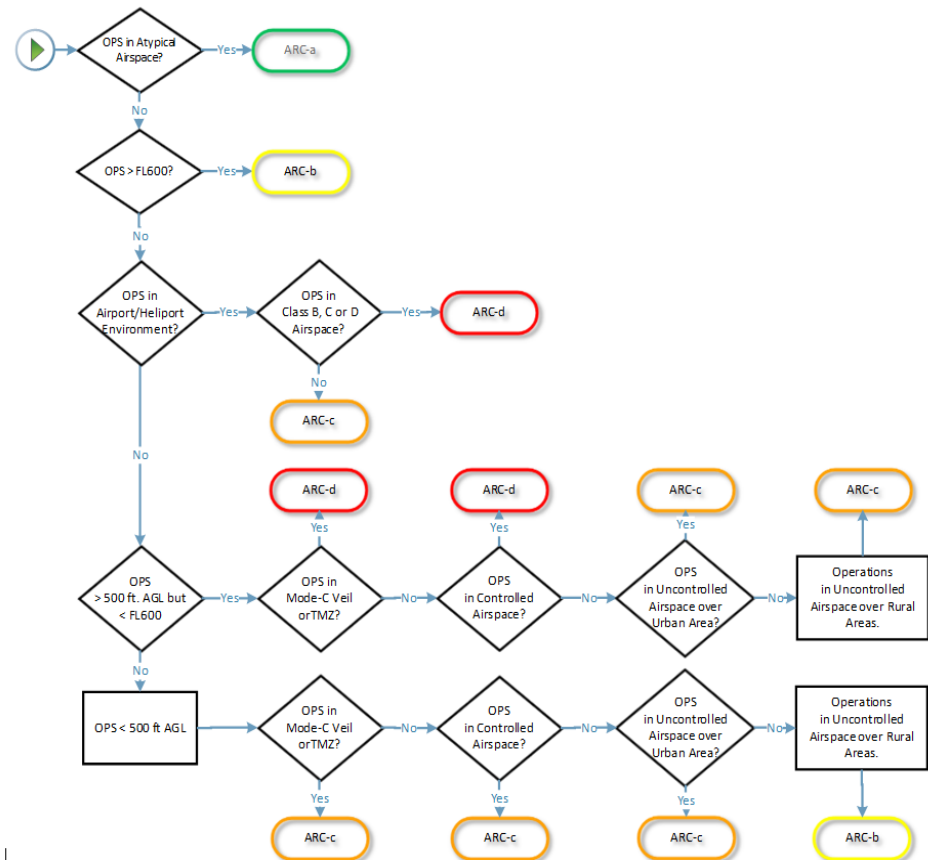 OPS in Atypical
Airspace?
Yes
ARC-a
No
OPS > FL600?
Yes
ARC-b
No
OPS in
Airport/Heliport
Environment?
Yes
OPS in
Class B, C or D
Airspace?
Yes
ARC-d
No
ARC-c
No
ARC-d
ARC-d
ARC-c
ARC-c
Yes
Yes
Yes
OPS
> 500 ft. AGL but
< FL600
Yes
OPS in
Mode-C Veil
orTMZ?
No
OPS
in Controlled
Airspace?
No
OPS
in Uncontrolled
Airspace over
Urban Area?
No
Operations
in Uncontrolled
Airspace over Rural
Areas.
No
OPS < 500 ft AGL
OPS in
Mode-C Veil
orTMZ?
No
OPS
in Controlled
Airspace?
No
OPS
in Uncontrolled
Airspace over
Urban Area?
No
Operations
in Uncontrolled
Airspace over Rural
Areas.
Yes
Yes
Yes
ARC-c
ARC-c
ARC-c
ARC-b